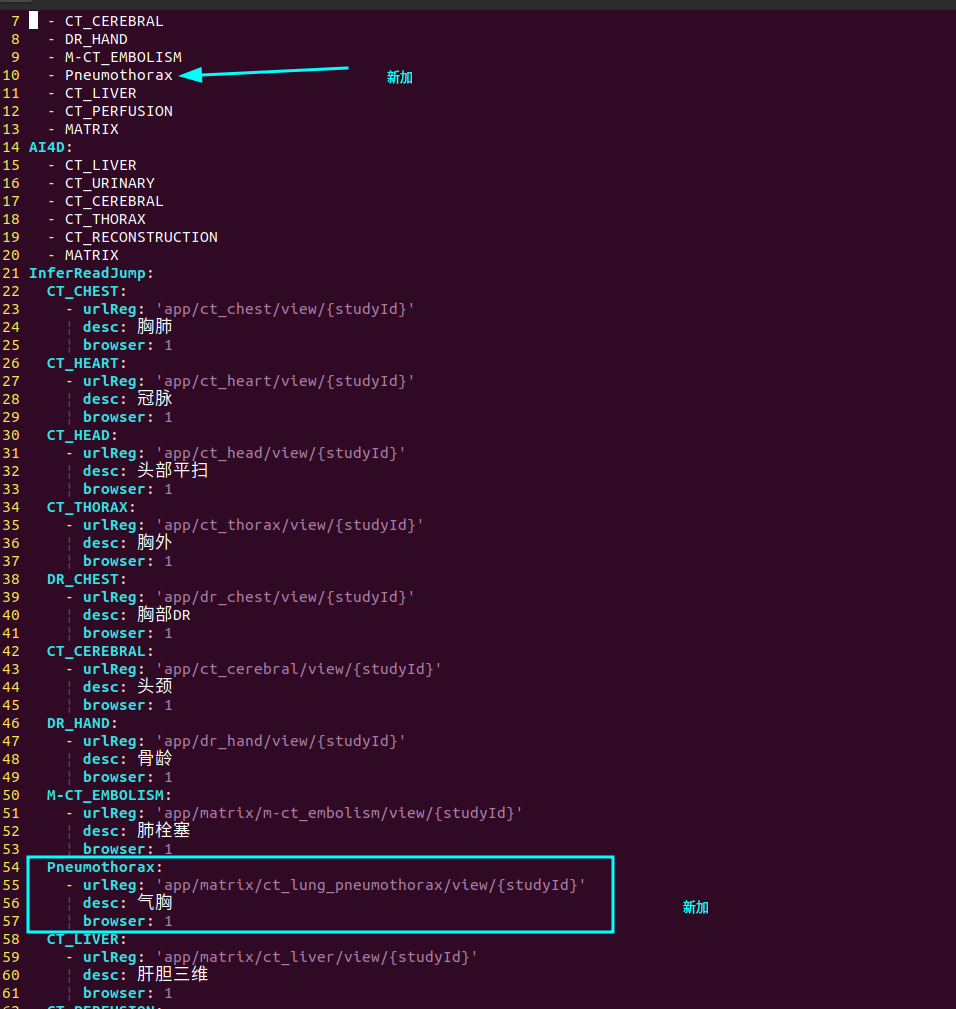 7   - CT_CEREBRAL
8   - DR_HAND
9   - M-CT_EMBOLISM
10   - Pneumothorax 新加
11   - CT_LIVER
12   - CT_PERFUSION
13   - MATRIX
14 AI4D:
15   - CT_LIVER
16   - CT_URINARY
17   - CT_CEREBRAL
18   - CT_THORAX
19   - CT_RECONSTRUCTION
20   - MATRIX
21 InferReadJump:
22   CT_CHEST:
23     - urlReg: 'app/ct_chest/view/{studyId}'
24     ¦ desc: 胸肺
25     ¦ browser: 1
26   CT_HEART:
27     - urlReg: 'app/ct_heart/view/{studyId}'
28     ¦ desc: 冠脉
29     ¦ browser: 1
30   CT_HEAD:
31     - urlReg: 'app/ct_head/view/{studyId}'
32     ¦ desc: 头部平扫
33     ¦ browser: 1
34   CT_THORAX:
35     - urlReg: 'app/ct_thorax/view/{studyId}'
36     ¦ desc: 胸外
37     ¦ browser: 1
38   DR_CHEST:
39     - urlReg: 'app/dr_chest/view/{studyId}'
40     ¦ desc: 胸部DR
41     ¦ browser: 1
42   CT_CEREBRAL:
43     - urlReg: 'app/ct_cerebral/view/{studyId}'
44     ¦ desc: 头颈
45     ¦ browser: 1
46   DR_HAND:
47     - urlReg: 'app/dr_hand/view/{studyId}'
48     ¦ desc: 骨龄
49     ¦ browser: 1
50   M-CT_EMBOLISM:
51     - urlReg: 'app/matrix/m-ct_embolism/view/{studyId}'
52     ¦ desc: 肺栓塞
53     ¦ browser: 1
54   Pneumothorax:
55     - urlReg: 'app/matrix/ct_lung_pneumothorax/view/{studyId}'
56     ¦ desc: 气胸 新加
57     ¦ browser: 1
58   CT_LIVER:
59     - urlReg: 'app/matrix/ct_liver/view/{studyId}'
60     ¦ desc: 肝胆三维
61     ¦ browser: 1
62   CT_PERFUSION: